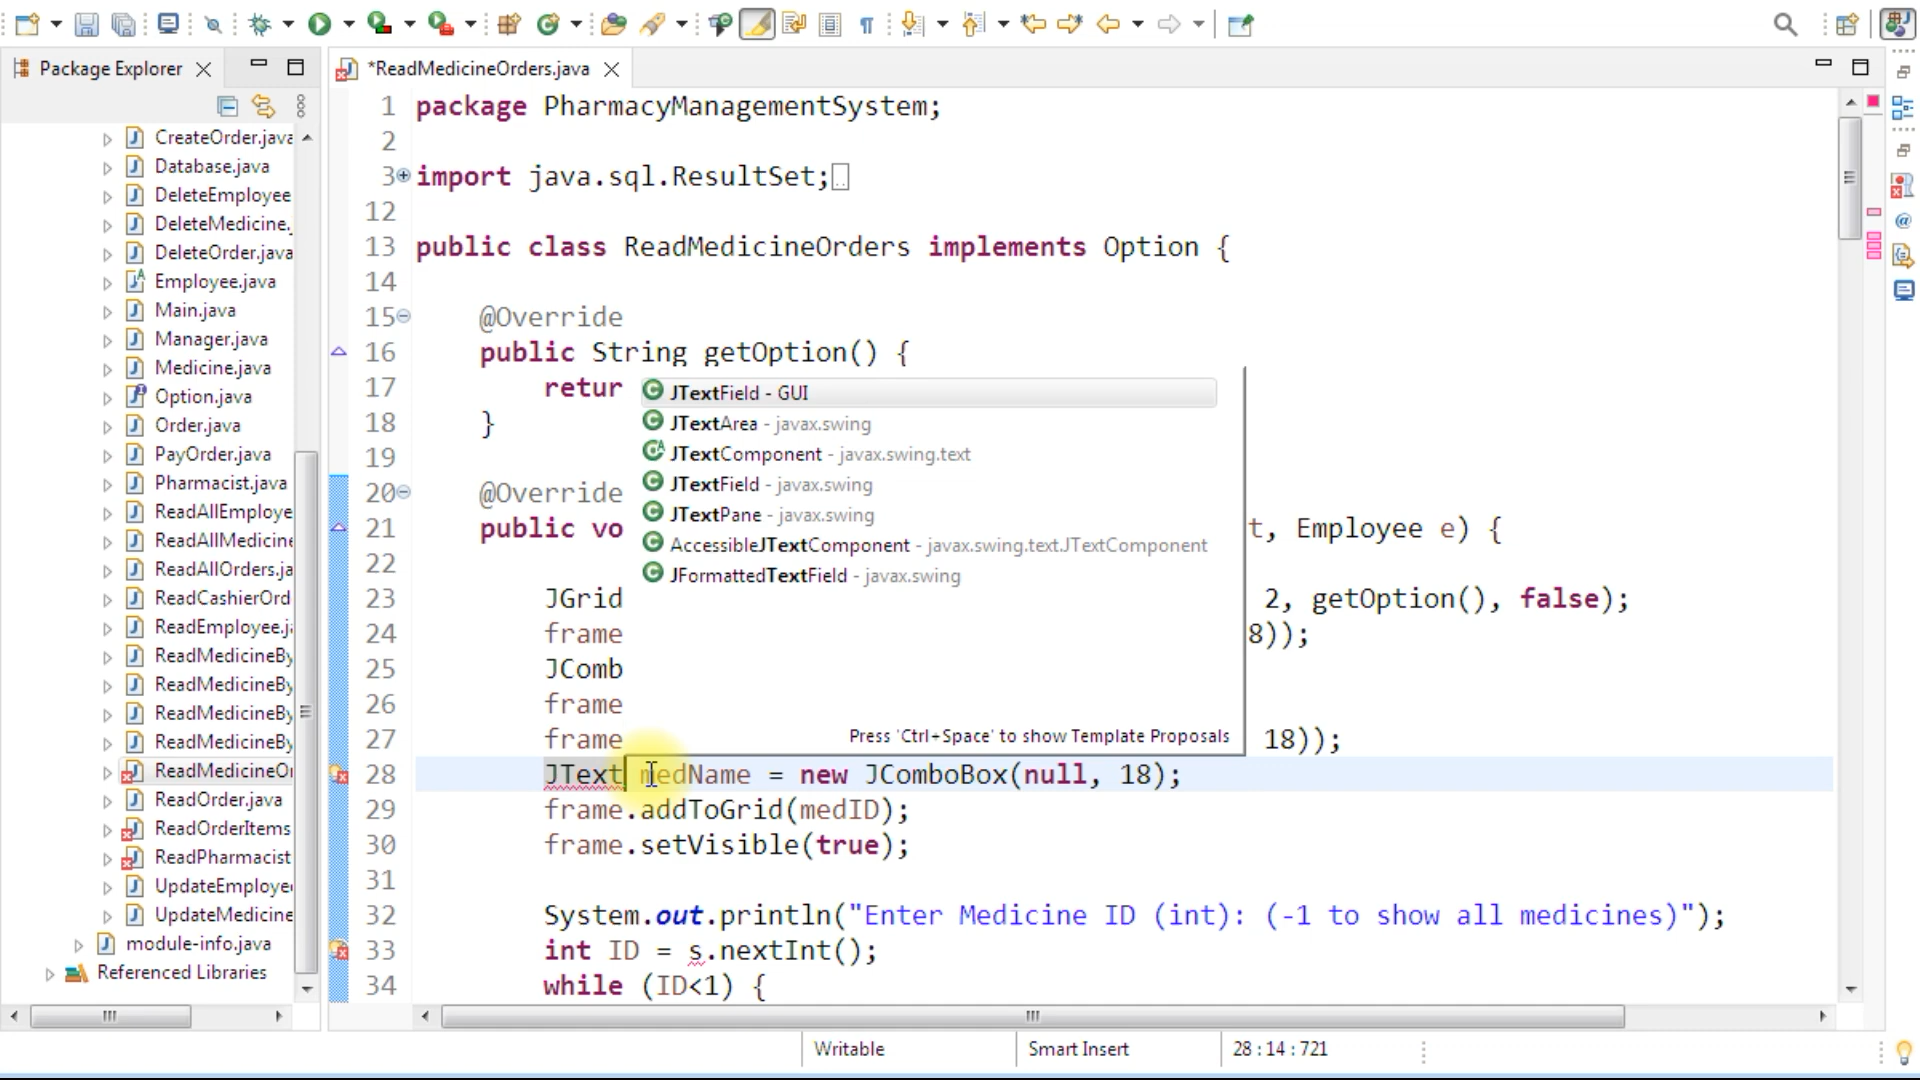 Package Explorer
*ReadMedicineOrders.java
CreateOrder.java
Database.java
DeleteEmployee
DeleteMedicine.
DeleteOrder.java
Employee.java
Main.java
Manager.java
Medicine.java
Option.java
Order.java
PayOrder.java
Pharmacist.java
ReadAllEmploye
ReadAllMedicine
ReadAllOrders.ja
ReadCashierOrd
ReadEmployee.j
ReadMedicineBy
ReadMedicineBy
ReadMedicineBy
ReadMedicineBy
ReadMedicineO
ReadOrder.java
ReadOrderItems
ReadPharmacist
UpdateEmploye
UpdateMedicine
module-info.java
Referenced Libraries
1 package PharmacyManagementSystem;
2
3 import java.sql.ResultSet;
12
13 public class ReadMedicineOrders implements Option {
14
15 @Override
16 public String getOption() {
17 retur
18 }
19
20 @Override
21 public vo t, Employee e) {
22
23 JGrid 2, getOption(), false);
24 frame 8));
25 JComb
26 frame
27 frame 18));
28 JText medName = new JComboBox(null, 18);
29 frame.addToGrid(medID);
30 frame.setVisible(true);
31
32 System.out.println("Enter Medicine ID (int): (-1 to show all medicines)");
33 int ID = s.nextInt();
34 while (ID<1) {
JTextField - GUI
JTextArea - javax.swing
JTextComponent - javax.swing.text
JTextField - javax.swing
JTextPane - javax.swing
AccessibleJTextComponent - javax.swing.text.JTextComponent
JFormattedTextField - javax.swing
Press 'Ctrl+Space' to show Template Proposals
Writable
Smart Insert
28 : 14 : 721